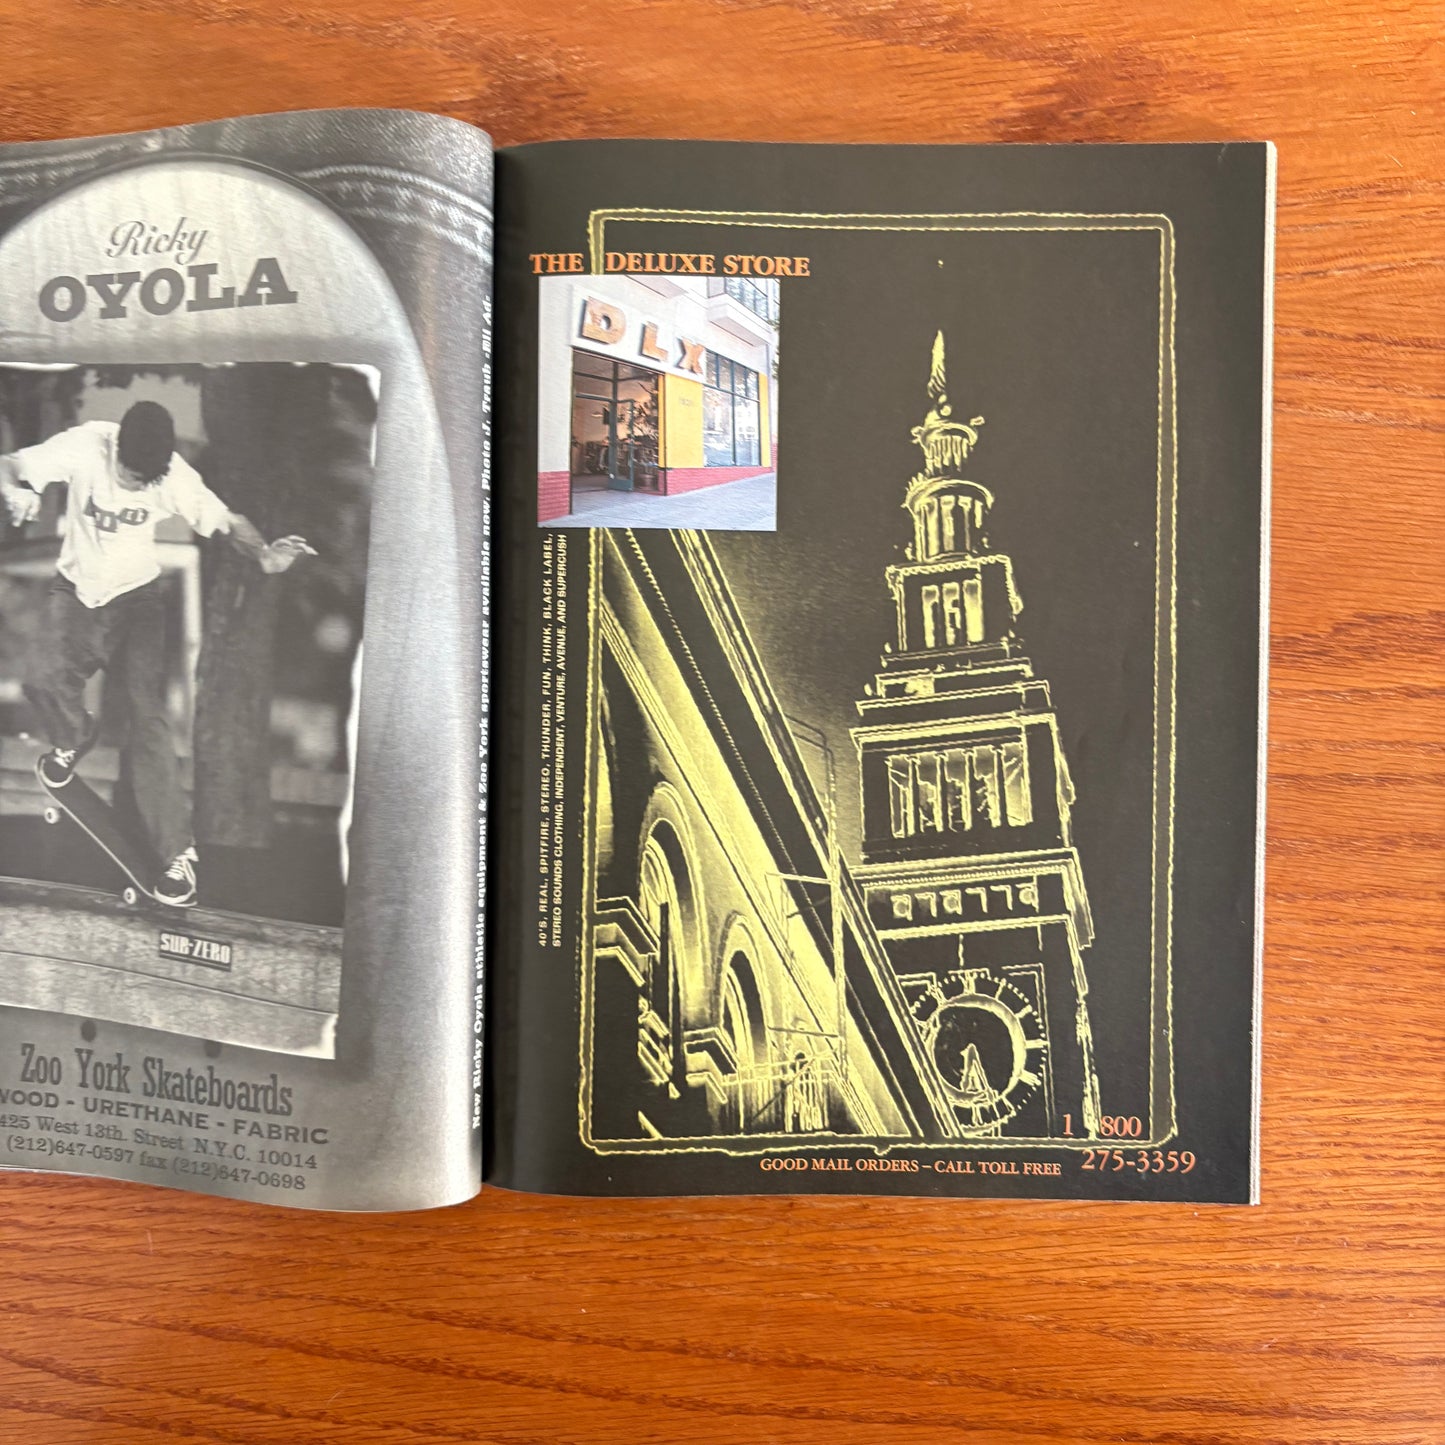 Ricky
OYOLA
SUB-ZERO
Zoo York Skateboards
WOOD - URETHANE - FABRIC
425 West 13th. Street N.Y.C. 10014
(212)647-0597 fax (212)647-0698
New Ricky Oyola athletic equipment & Zoo York sportswear available now. Photo J. Traub
THE DELUXE STORE
DLX
40'S, REAL, SPITFIRE, STEREO, THUNDER, FUN, THINK, BLACK LABEL,
STEREO SOUNDS CLOTHING, INDEPENDENT, VENTURE, AVENUE, AND SUPERCUSH
1 800
GOOD MAIL ORDERS – CALL TOLL FREE 275-3359